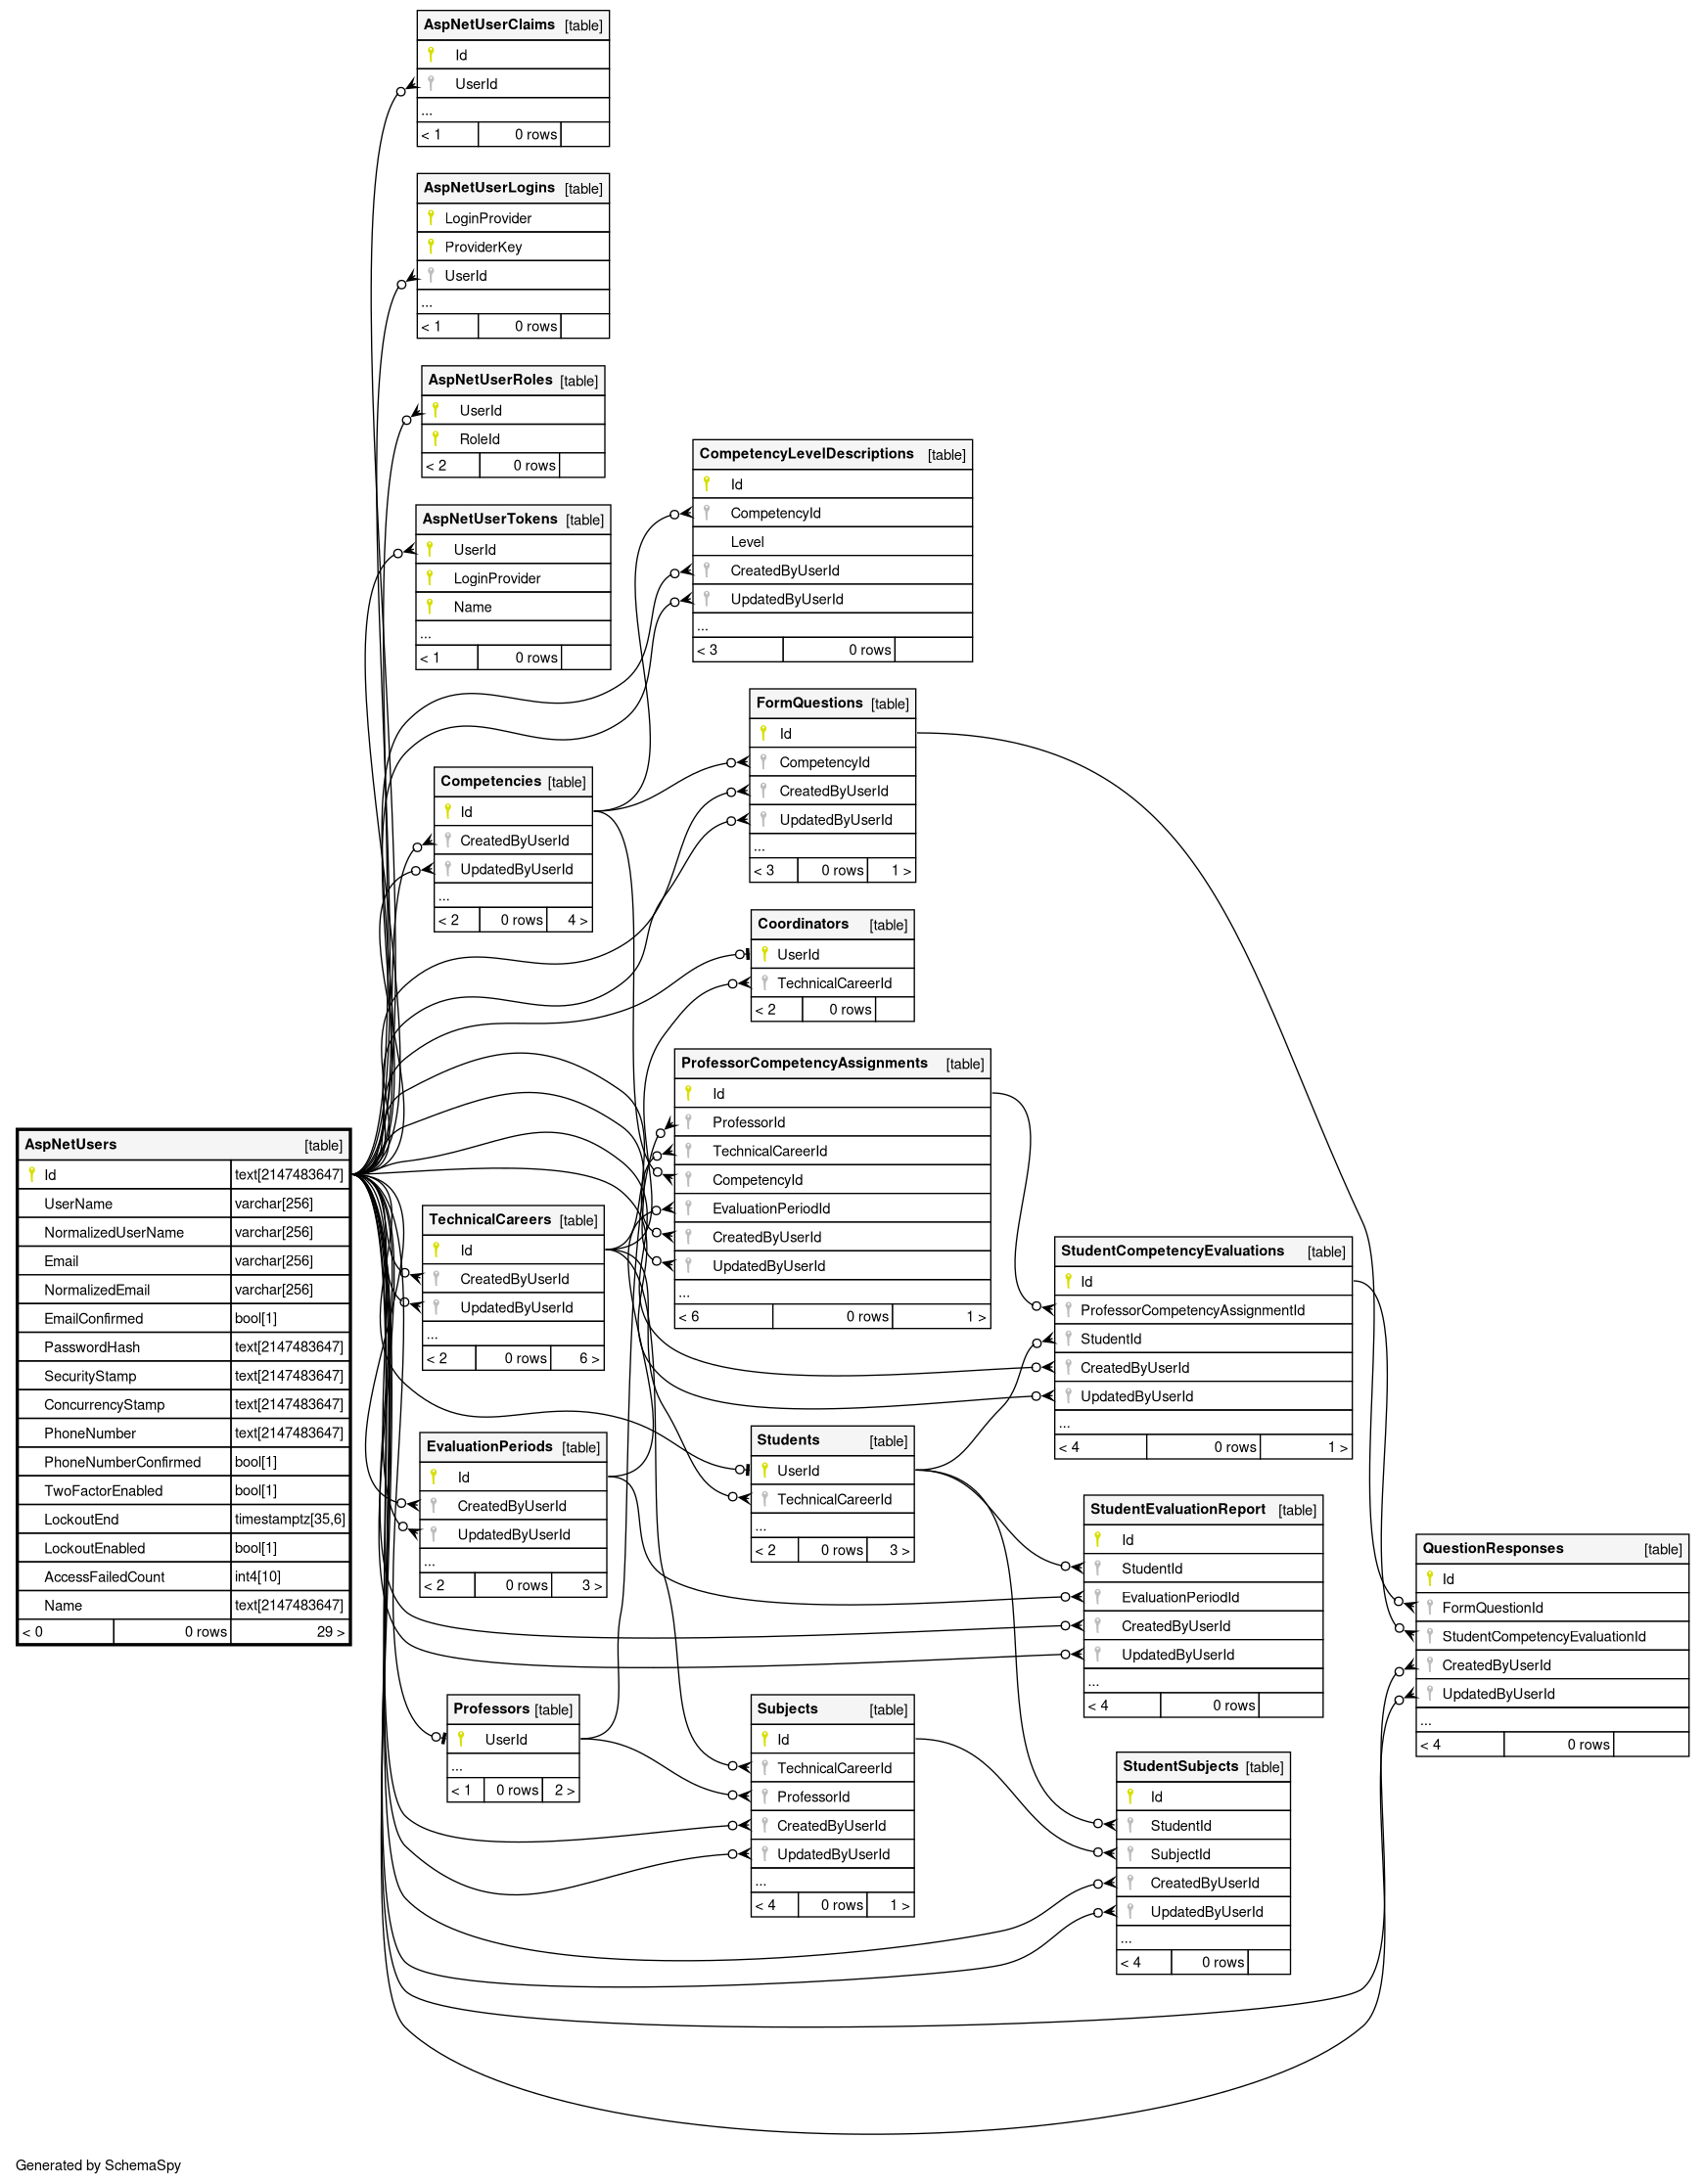 AspNetUserClaims [table]
Id
UserId
...
< 1 0 rows
AspNetUserLogins [table]
LoginProvider
ProviderKey
UserId
...
< 1 0 rows
AspNetUserRoles [table]
UserId
RoleId
< 2 0 rows
AspNetUserTokens [table]
UserId
LoginProvider
Name
...
< 1 0 rows
CompetencyLevelDescriptions [table]
Id
CompetencyId
Level
CreatedByUserId
UpdatedByUserId
...
< 3 0 rows
FormQuestions [table]
Id
CompetencyId
CreatedByUserId
UpdatedByUserId
...
< 3 0 rows 1 >
Competencies [table]
Id
CreatedByUserId
UpdatedByUserId
...
< 2 0 rows 4 >
Coordinators [table]
UserId
TechnicalCareerId
< 2 0 rows
ProfessorCompetencyAssignments [table]
Id
ProfessorId
TechnicalCareerId
CompetencyId
EvaluationPeriodId
CreatedByUserId
UpdatedByUserId
...
< 6 0 rows 1 >
AspNetUsers [table]
Id text[2147483647]
UserName varchar[256]
NormalizedUserName varchar[256]
Email varchar[256]
NormalizedEmail varchar[256]
EmailConfirmed bool[1]
PasswordHash text[2147483647]
SecurityStamp text[2147483647]
ConcurrencyStamp text[2147483647]
PhoneNumber text[2147483647]
PhoneNumberConfirmed bool[1]
TwoFactorEnabled bool[1]
LockoutEnd timestamptz[35,6]
LockoutEnabled bool[1]
AccessFailedCount int4[10]
Name text[2147483647]
< 0 0 rows 29 >
TechnicalCareers [table]
Id
CreatedByUserId
UpdatedByUserId
...
< 2 0 rows 6 >
StudentCompetencyEvaluations [table]
Id
ProfessorCompetencyAssignmentId
StudentId
CreatedByUserId
UpdatedByUserId
...
< 4 0 rows 1 >
EvaluationPeriods [table]
Id
CreatedByUserId
UpdatedByUserId
...
< 2 0 rows 3 >
Students [table]
UserId
TechnicalCareerId
...
< 2 0 rows 3 >
StudentEvaluationReport [table]
Id
StudentId
EvaluationPeriodId
CreatedByUserId
UpdatedByUserId
...
< 4 0 rows
QuestionResponses [table]
Id
FormQuestionId
StudentCompetencyEvaluationId
CreatedByUserId
UpdatedByUserId
...
< 4 0 rows
Professors [table]
UserId
...
< 1 0 rows 2 >
Subjects [table]
Id
TechnicalCareerId
ProfessorId
CreatedByUserId
UpdatedByUserId
...
< 4 0 rows 1 >
StudentSubjects [table]
Id
StudentId
SubjectId
CreatedByUserId
UpdatedByUserId
...
< 4 0 rows
Generated by SchemaSpy